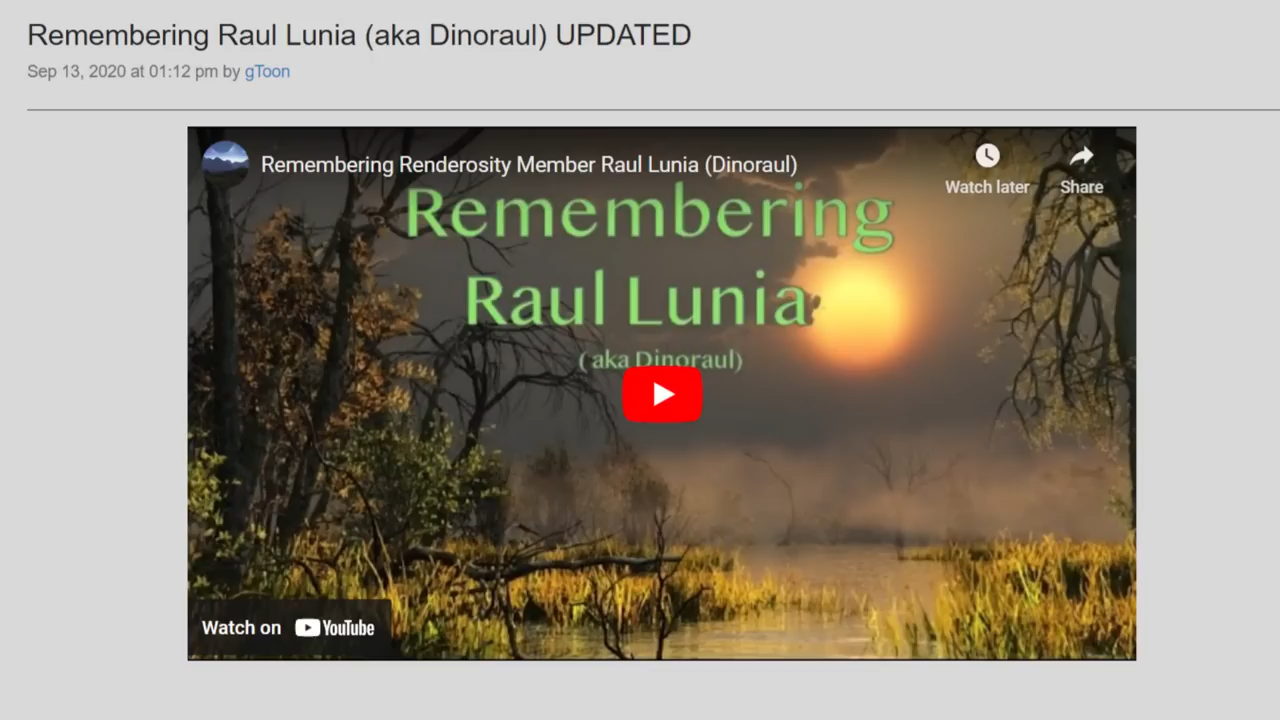 Remembering Raul Lunia (aka Dinoraul) UPDATED
Sep 13, 2020 at 01:12 pm by gToon
Remembering Renderosity Member Raul Lunia (Dinoraul)
Watch later
Share
Remembering
Raul Lunia
( aka Dinoraul)
Watch on YouTube